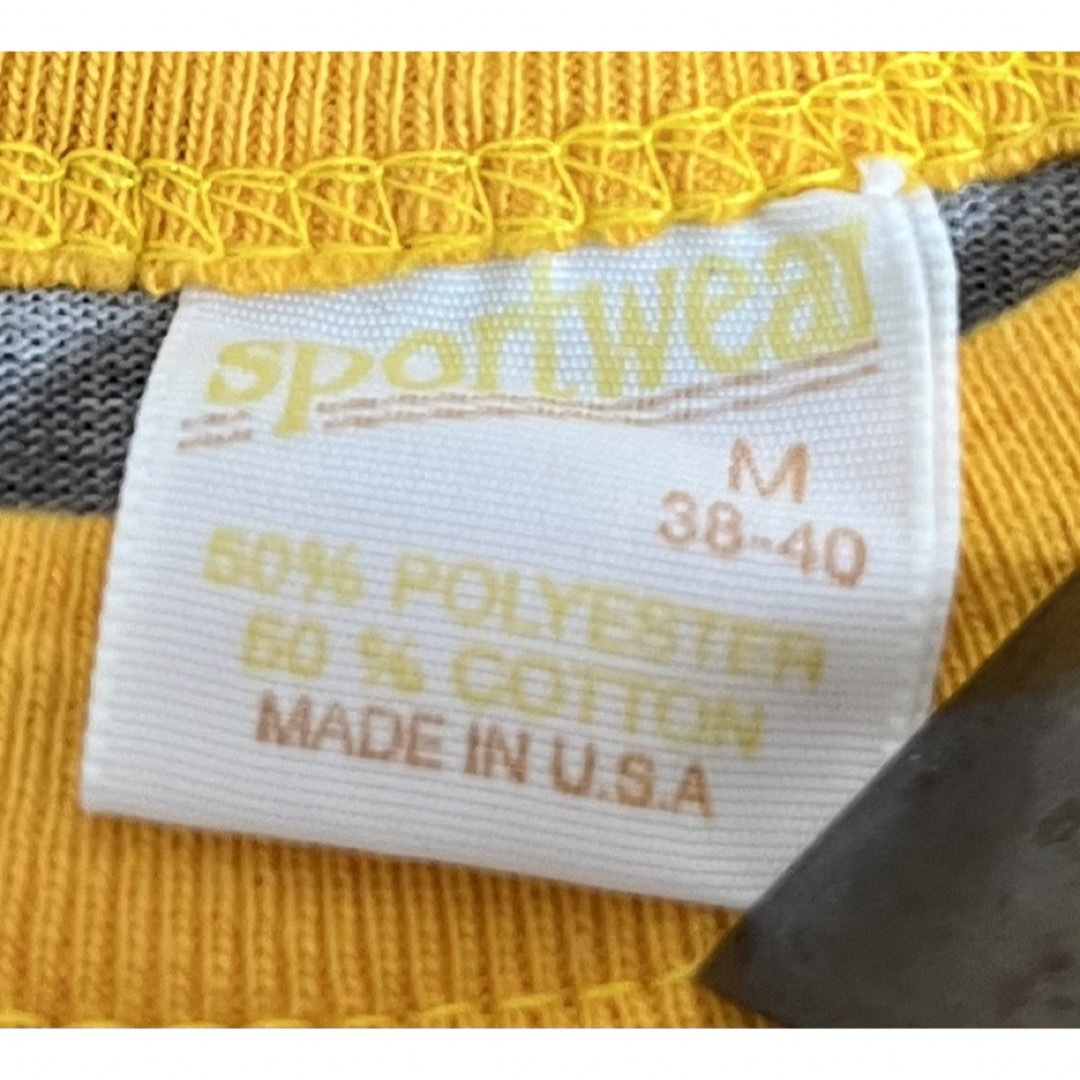 sportwear
M
38-40
50% POLYESTER
50 % COTTON
MADE IN U.S.A